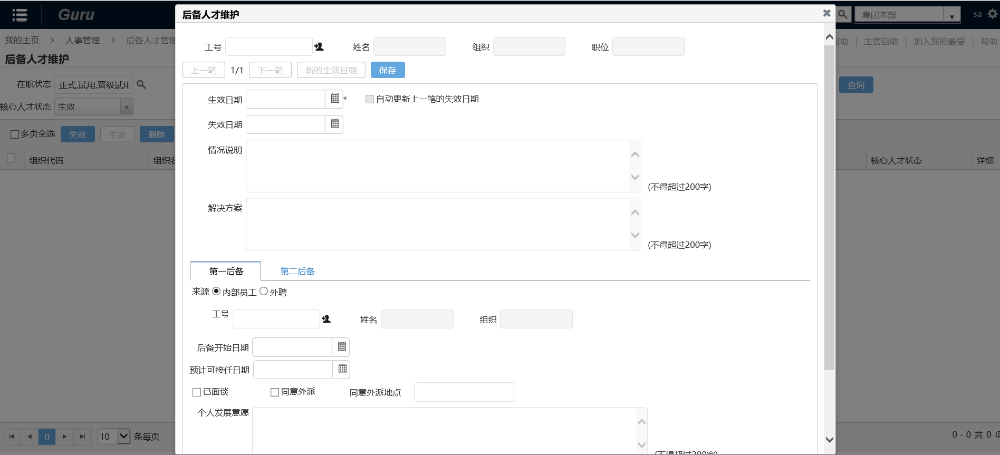 Guru
集团本部
sa
我的主页 > 人事管理 > 后备人才管理
自助 | 主管自助 | 加入我的最爱 | 帮助
后备人才维护
在职状态 正式,试用,晋级试用
查询
核心人才状态 生效
多页全选 失效 生效 删除
组织代码 组织名 核心人才状态 详细
0
10 条每页
0 - 0 共 0 项
后备人才维护
工号 姓名 组织 职位
上一笔 1/1 下一笔 新的生效日期 保存
生效日期 * 自动更新上一笔的失效日期
失效日期
情况说明
(不得超过200字)
解决方案
(不得超过200字)
第一后备 第二后备
来源 内部员工 外聘
工号 姓名 组织
后备开始日期
预计可接任日期
已面谈 同意外派 同意外派地点
个人发展意愿
(不得超过200字)